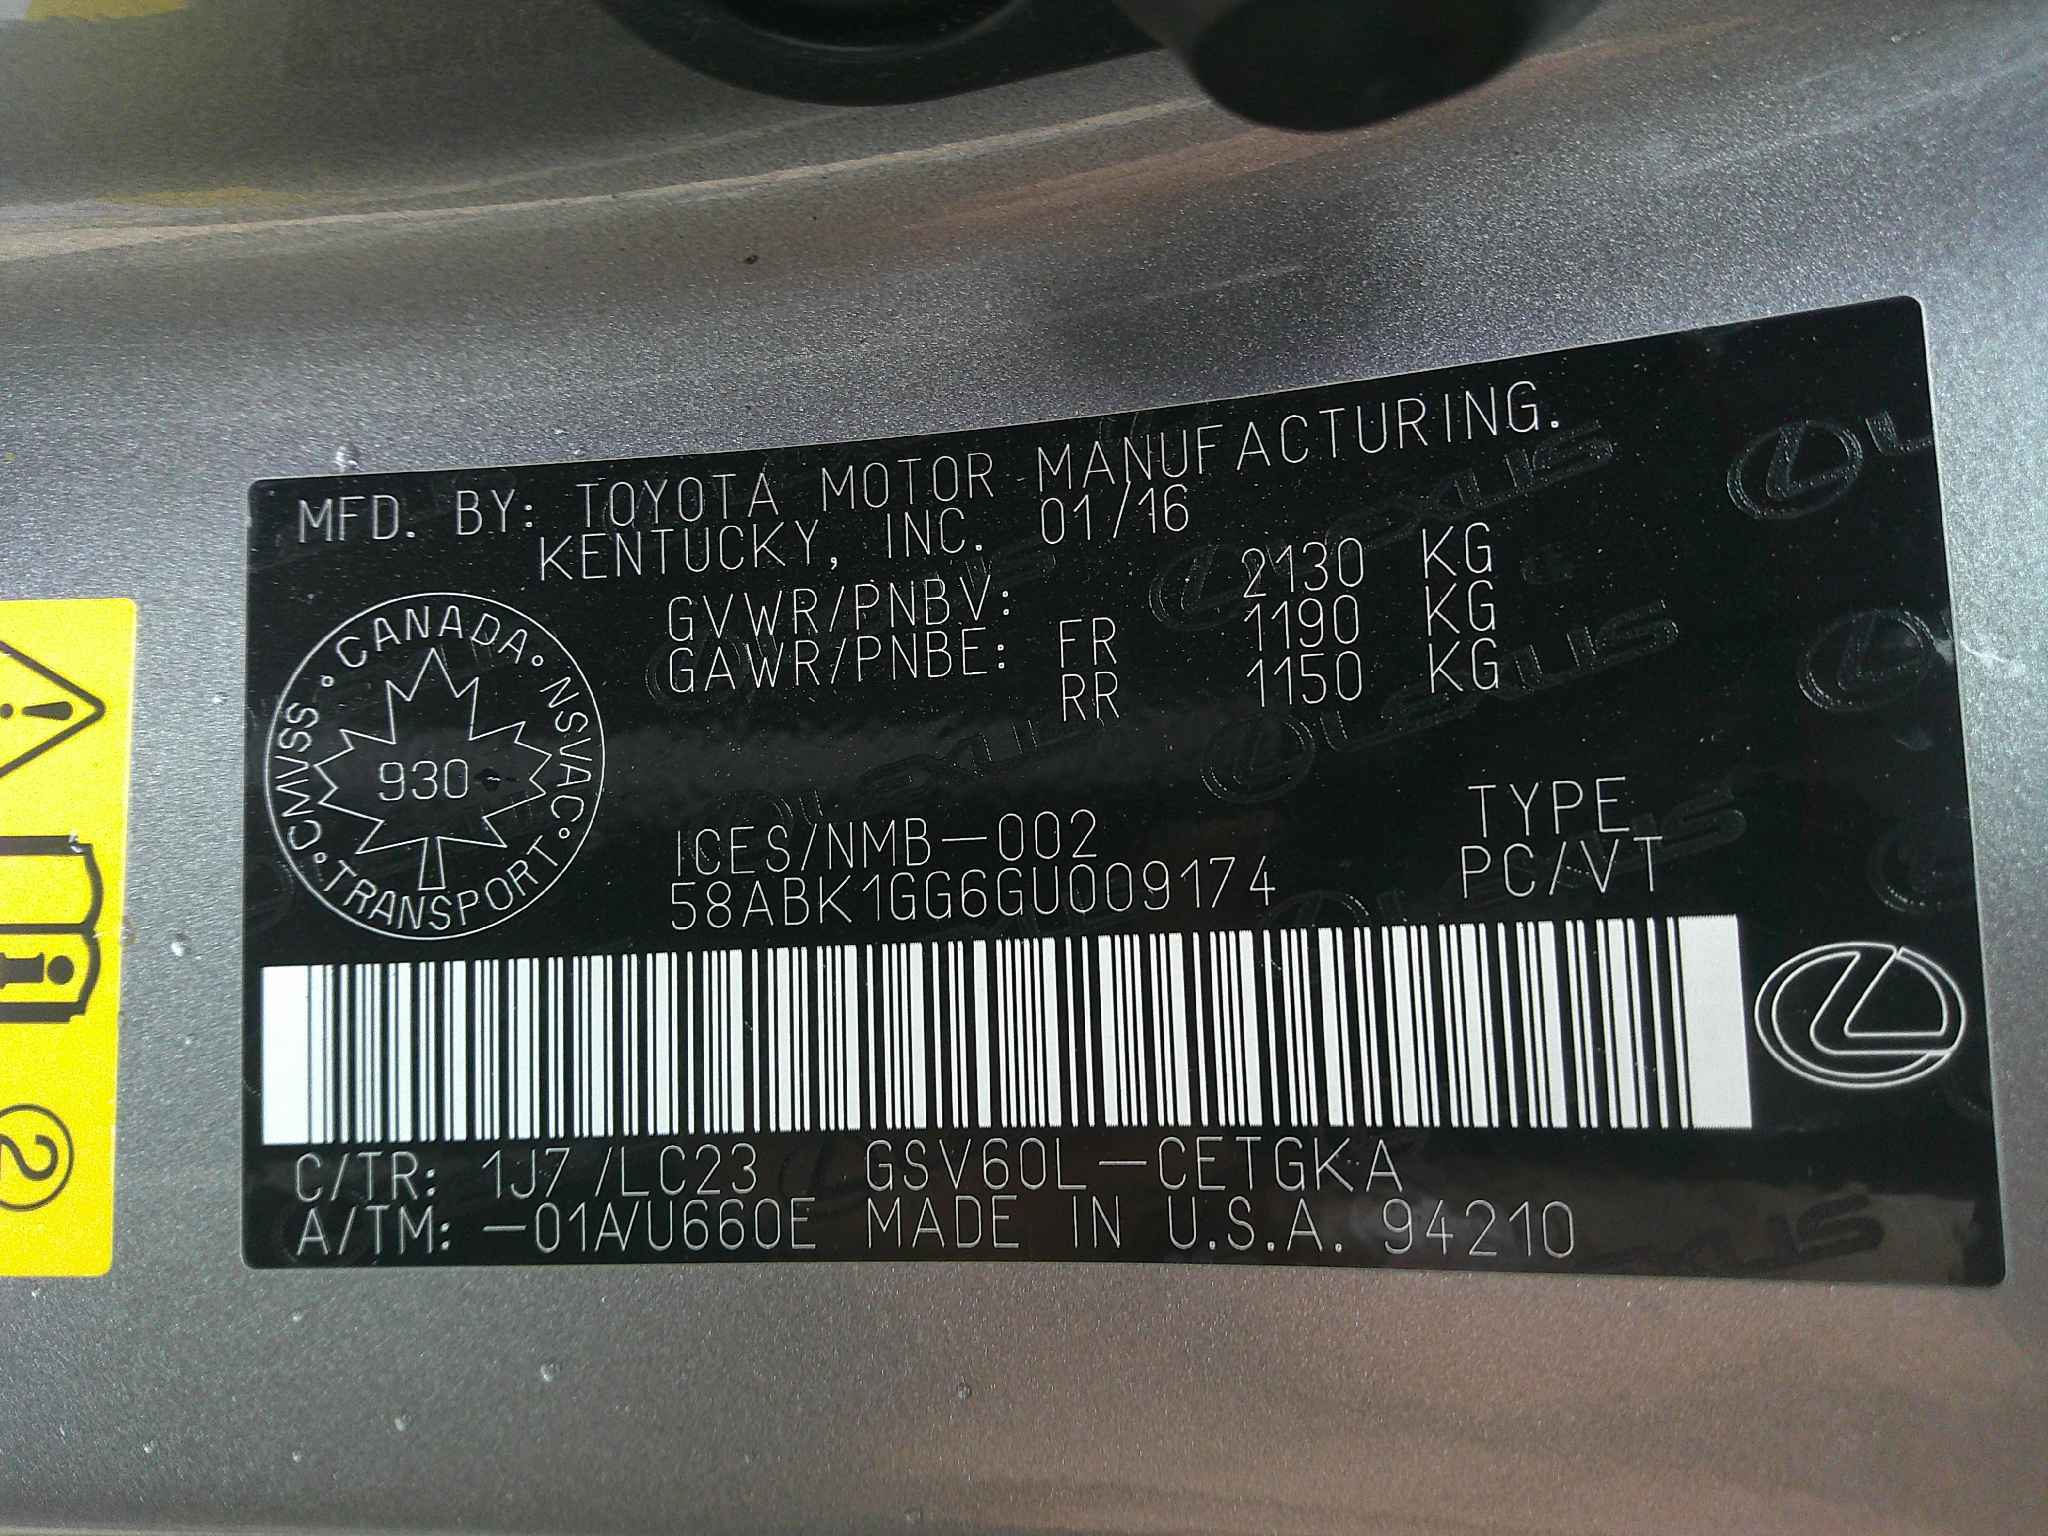 MFD. BY: TOYOTA MOTOR MANUFACTURING.
KENTUCKY, INC. 01/16
GVWR/PNBV: 2130 KG
GAWR/PNBE: FR 1190 KG
RR 1150 KG
CANADA · NSVAC · TRANSPORT · CMVSS ·
930
ICES/NMB-002
58ABK1GG6GU009174
TYPE
PC/VT
C/TR: 1J7 /LC23 GSV60L-CETGKA
A/TM: -01A/U660E MADE IN U.S.A. 94210
LEXUS
2